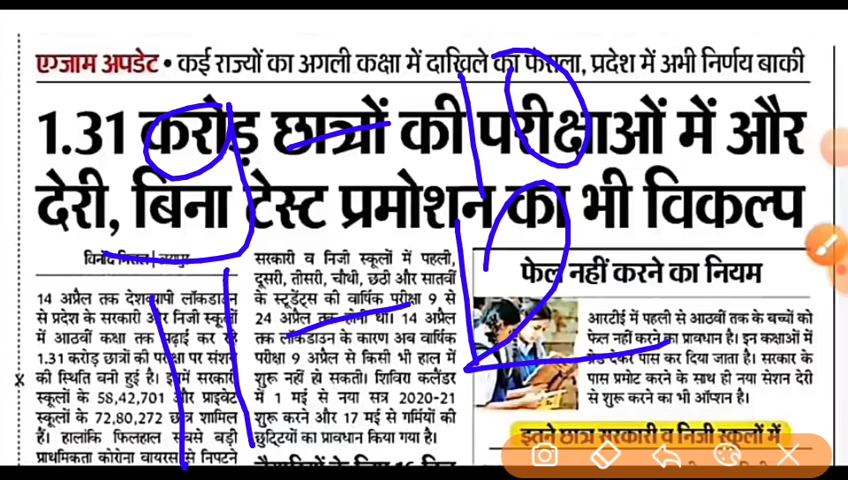 एग्जाम अपडेट • कई राज्यों का अगली कक्षा में दाखिले का फैसला, प्रदेश में अभी निर्णय बाकी
1.31 करोड़ छात्रों की परीक्षाओं में और
देरी, बिना टेस्ट प्रमोशन का भी विकल्प
विनोद मित्तल | जयपुर
14 अप्रैल तक देशव्यापी लॉकडाउन
से प्रदेश के सरकारी और निजी स्कूलों
में आठवीं कक्षा तक पढ़ाई कर रहे
1.31 करोड़ छात्रों की परीक्षा पर संशय
की स्थिति बनी हुई है। इनमें सरकारी
स्कूलों के 58,42,701 और प्राइवेट
स्कूलों के 72,80,272 छात्र शामिल
हैं। हालांकि फिलहाल सबसे बड़ी
प्राथमिकता कोरोना वायरस से निपटने
सरकारी व निजी स्कूलों में पहली,
दूसरी, तीसरी, चौथी, छठी और सातवीं
के स्टूडेंट्स की वार्षिक परीक्षा 9 से
24 अप्रैल तक होनी थी। 14 अप्रैल
तक लॉकडाउन के कारण अब वार्षिक
परीक्षा 9 अप्रैल से किसी भी हाल में
शुरू नहीं हो सकती। शिविरा कलैंडर
में 1 मई से नया सत्र 2020-21
शुरू करने और 17 मई से गर्मियों की
छुट्टियों का प्रावधान किया गया है।
फेल नहीं करने का नियम
आरटीई में पहली से आठवीं तक के बच्चों को
फेल नहीं करने का प्रावधान है। इन कक्षाओं में
ग्रेड देकर पास कर दिया जाता है। सरकार के
पास प्रमोट करने के साथ ही नया सेशन देरी
से शुरू करने का भी ऑप्शन है।
इतने छात्र सरकारी व निजी स्कूलों में
9 - 10
11 - 12